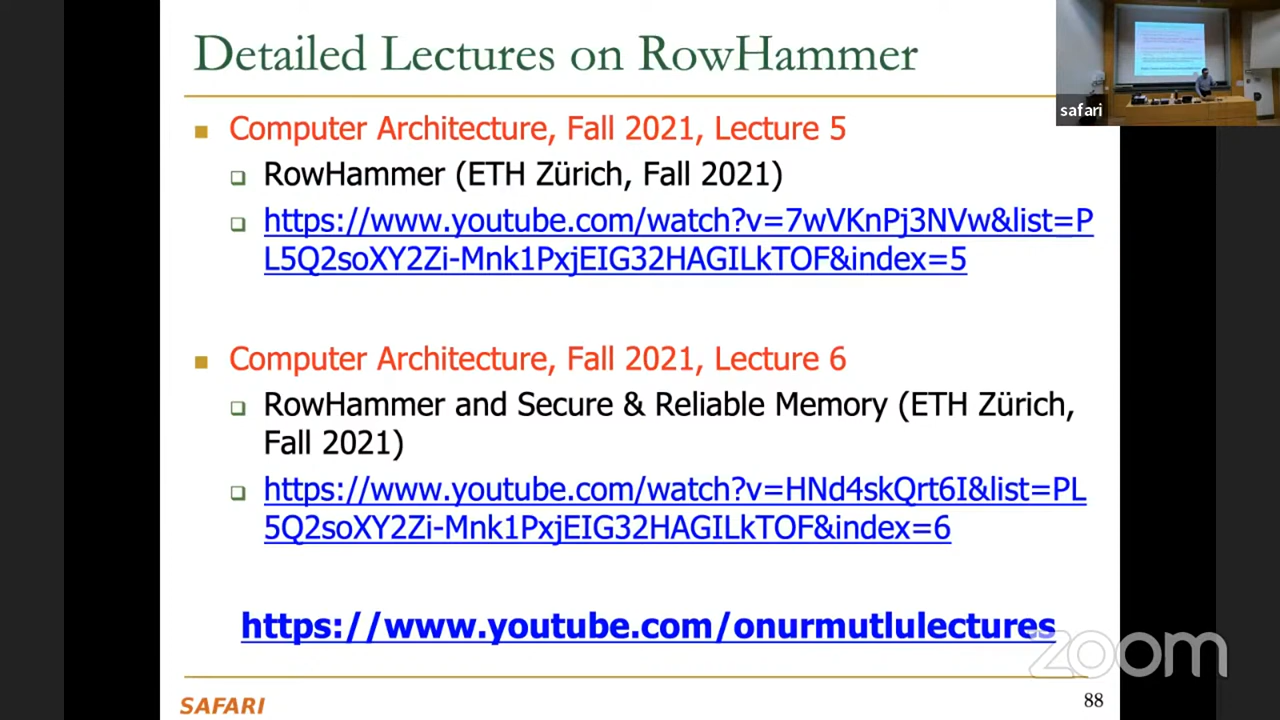 Detailed Lectures on RowHammer
safari
Computer Architecture, Fall 2021, Lecture 5
RowHammer (ETH Zürich, Fall 2021)
https://www.youtube.com/watch?v=7wVKnPj3NVw&list=P
L5Q2soXY2Zi-Mnk1PxjEIG32HAGILkTOF&index=5
Computer Architecture, Fall 2021, Lecture 6
RowHammer and Secure & Reliable Memory (ETH Zürich,
Fall 2021)
https://www.youtube.com/watch?v=HNd4skQrt6I&list=PL
5Q2soXY2Zi-Mnk1PxjEIG32HAGILkTOF&index=6
https://www.youtube.com/onurmutlulectures
zoom
SAFARI
88